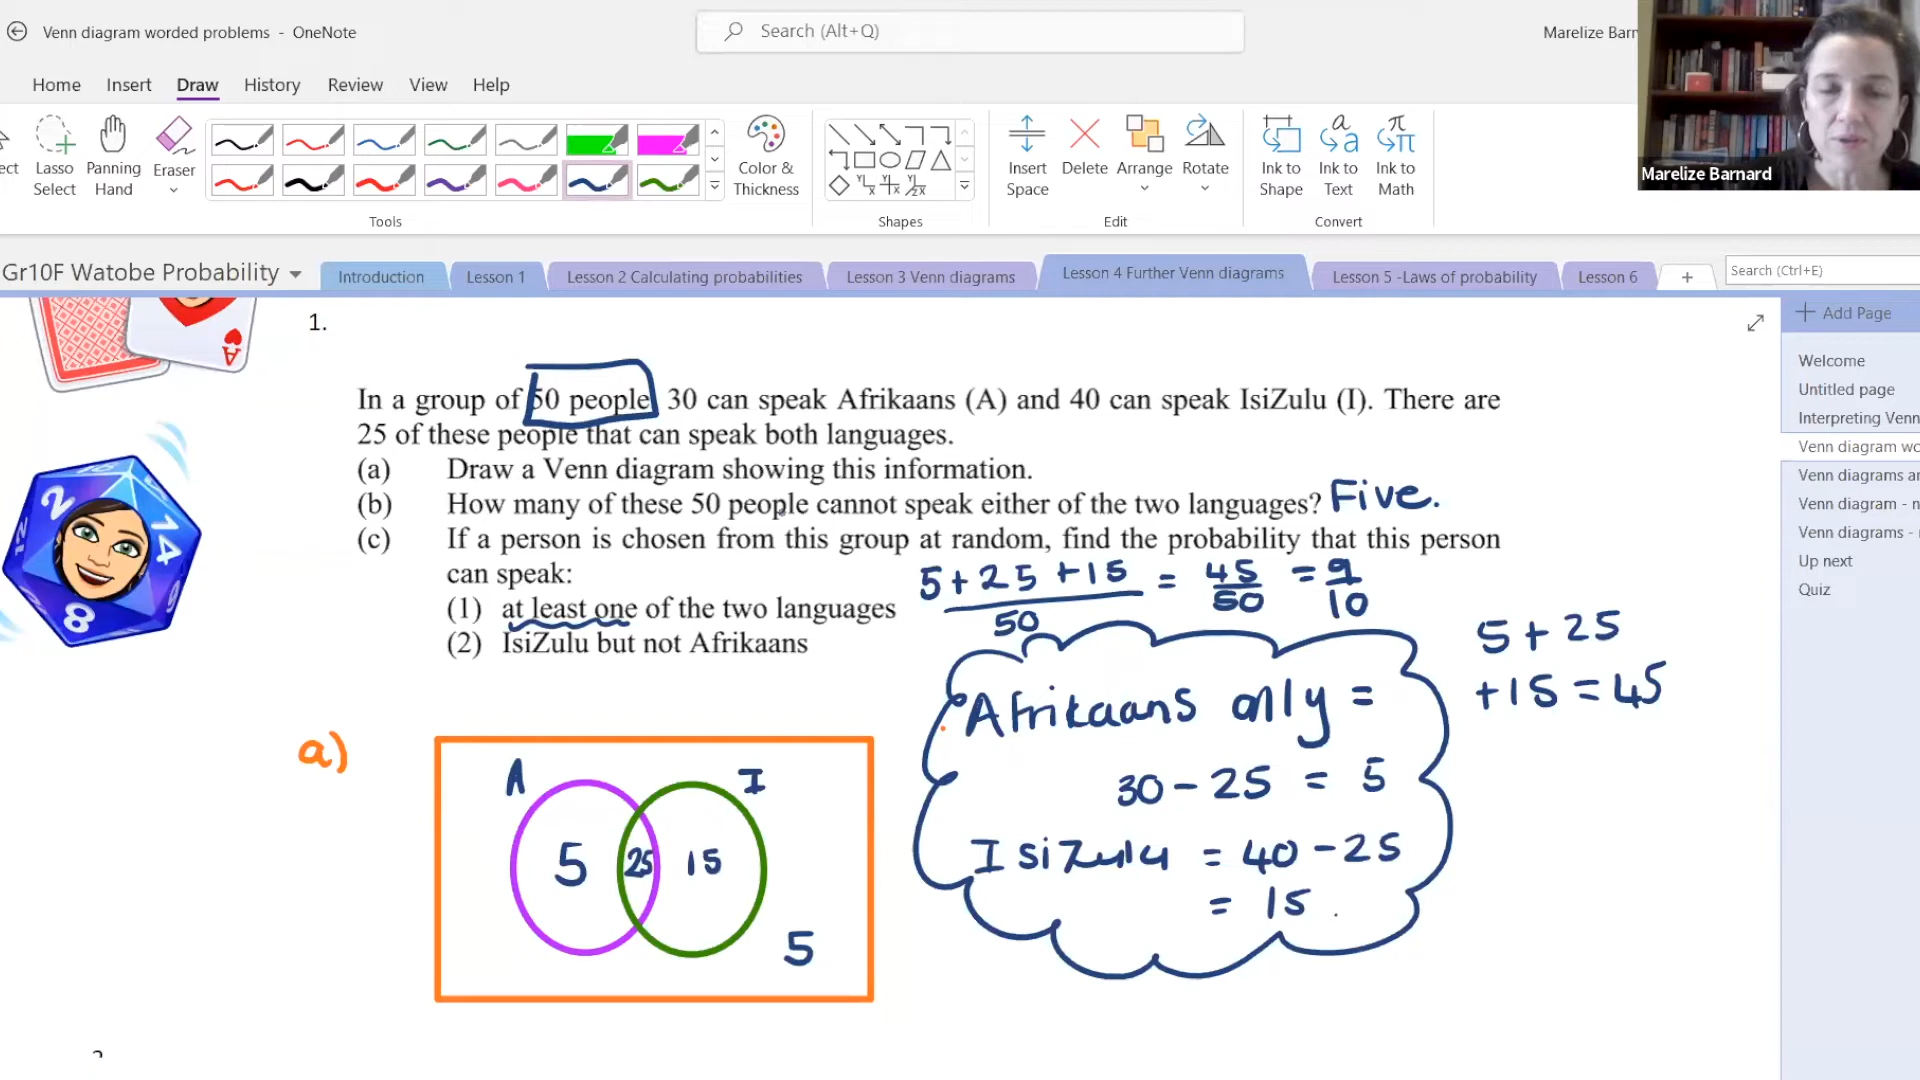 Venn diagram worded problems - OneNote
Search (Alt+Q)
Marelize Barn
Home Insert Draw History Review View Help
Lasso Select
Panning Hand
Eraser
Color & Thickness
Insert Space
Delete
Arrange
Rotate
Ink to Shape
Ink to Text
Ink to Math
Marelize Barnard
Tools Shapes Edit Convert
Gr10F Watobe Probability
Introduction Lesson 1 Lesson 2 Calculating probabilities Lesson 3 Venn diagrams Lesson 4 Further Venn diagrams Lesson 5 -Laws of probability Lesson 6 +
Search (Ctrl+E)
Add Page
Welcome
Untitled page
Interpreting Venn
Venn diagram wo
Venn diagrams ar
Venn diagram - n
Venn diagrams -
Up next
Quiz
A
2 14 8 12 16
1.
In a group of 50 people 30 can speak Afrikaans (A) and 40 can speak IsiZulu (I). There are
25 of these people that can speak both languages.
(a) Draw a Venn diagram showing this information.
(b) How many of these 50 people cannot speak either of the two languages? Five.
(c) If a person is chosen from this group at random, find the probability that this person
can speak:
(1) at least one of the two languages
5+25+15 = 45 = 9
50 50 10
(2) IsiZulu but not Afrikaans
5+25
+15=45
Afrikaans only =
30-25 = 5
IsiZulu = 40-25
= 15
a)
A I
5 25 15
5